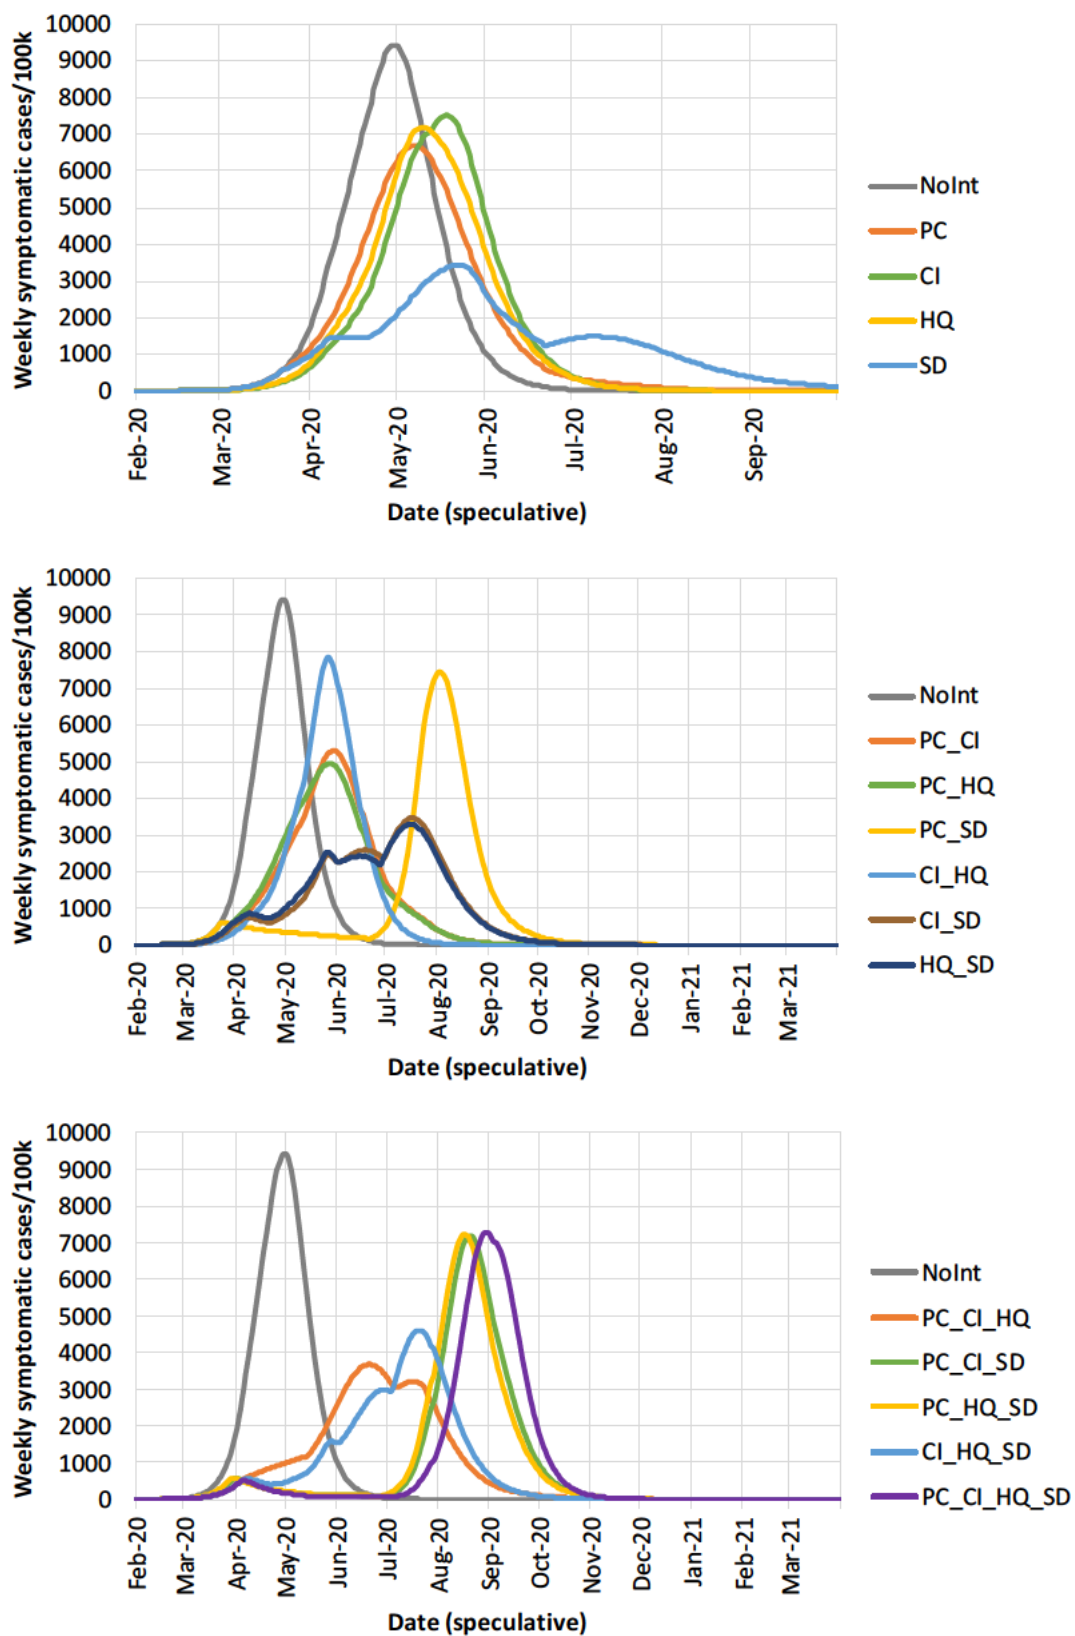 Weekly symptomatic cases/100k
10000
9000
8000
7000
6000
5000
4000
3000
2000
1000
0
Feb-20
Mar-20
Apr-20
May-20
Jun-20
Jul-20
Aug-20
Sep-20
Date (speculative)
NoInt
PC
CI
HQ
SD
Weekly symptomatic cases/100k
10000
9000
8000
7000
6000
5000
4000
3000
2000
1000
0
Feb-20
Mar-20
Apr-20
May-20
Jun-20
Jul-20
Aug-20
Sep-20
Oct-20
Nov-20
Dec-20
Jan-21
Feb-21
Mar-21
Date (speculative)
NoInt
PC_CI
PC_HQ
PC_SD
CI_HQ
CI_SD
HQ_SD
Weekly symptomatic cases/100k
10000
9000
8000
7000
6000
5000
4000
3000
2000
1000
0
Feb-20
Mar-20
Apr-20
May-20
Jun-20
Jul-20
Aug-20
Sep-20
Oct-20
Nov-20
Dec-20
Jan-21
Feb-21
Mar-21
Date (speculative)
NoInt
PC_CI_HQ
PC_CI_SD
PC_HQ_SD
CI_HQ_SD
PC_CI_HQ_SD